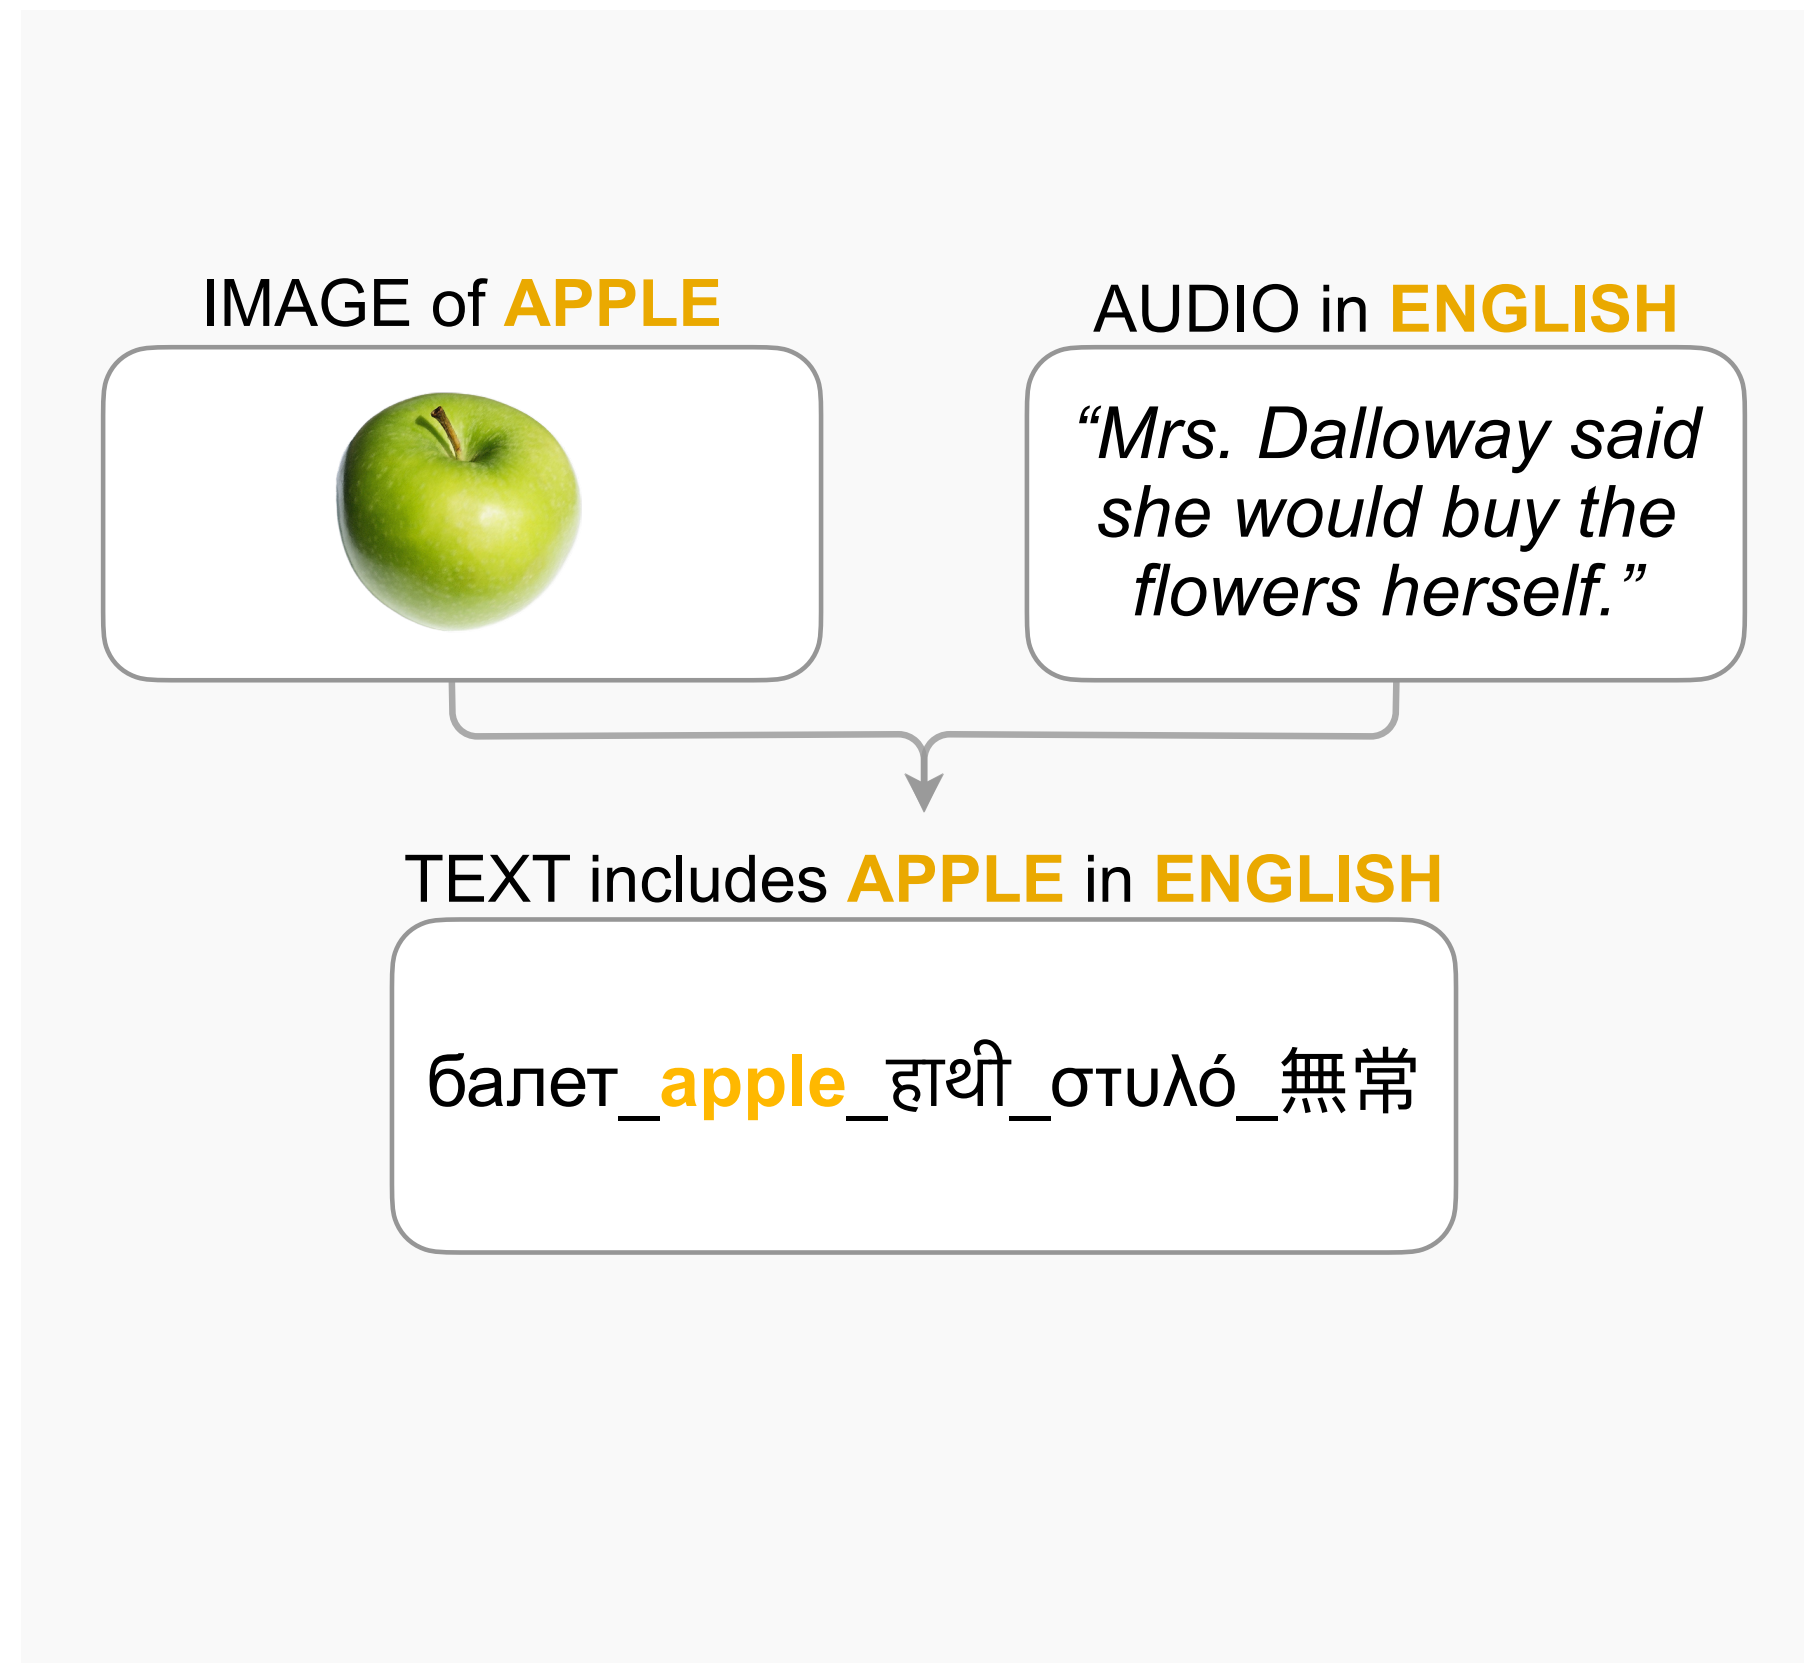 IMAGE of APPLE
AUDIO in ENGLISH
“Mrs. Dalloway said
she would buy the
flowers herself.”
TEXT includes APPLE in ENGLISH
балет_apple_हाथी_στυλό_無常